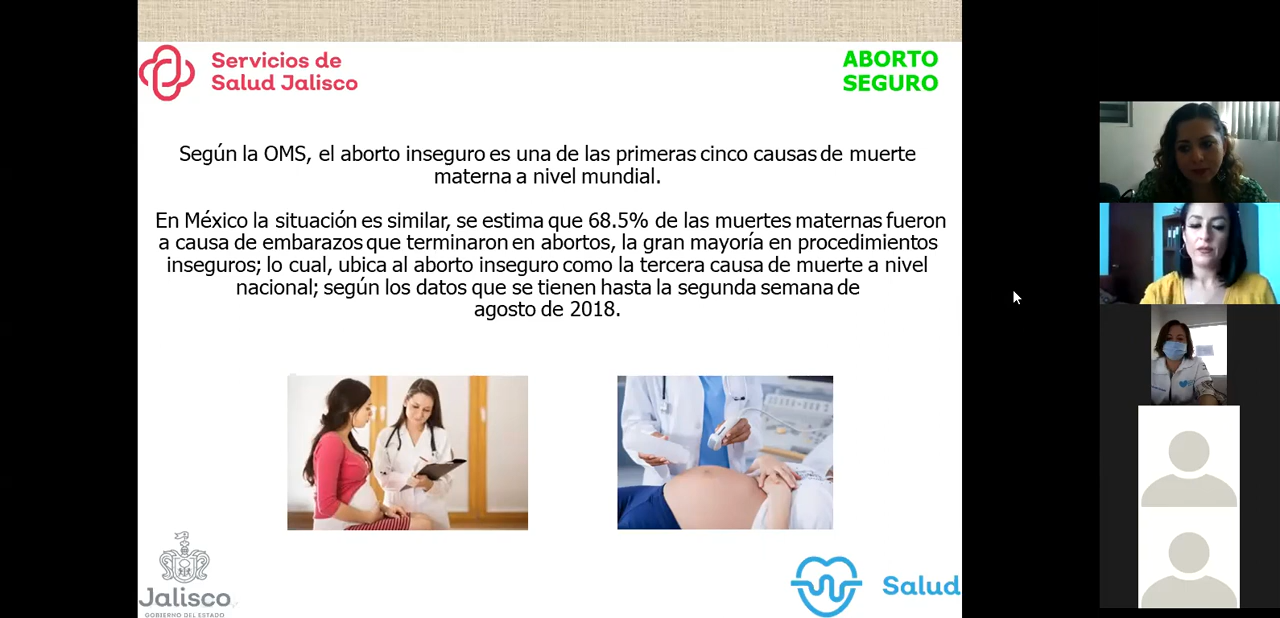 Servicios de
Salud Jalisco
ABORTO
SEGURO
Según la OMS, el aborto inseguro es una de las primeras cinco causas de muerte
materna a nivel mundial.
En México la situación es similar, se estima que 68.5% de las muertes maternas fueron
a causa de embarazos que terminaron en abortos, la gran mayoría en procedimientos
inseguros; lo cual, ubica al aborto inseguro como la tercera causa de muerte a nivel
nacional; según los datos que se tienen hasta la segunda semana de
agosto de 2018.
Jalisco
GOBIERNO DEL ESTADO
Salud